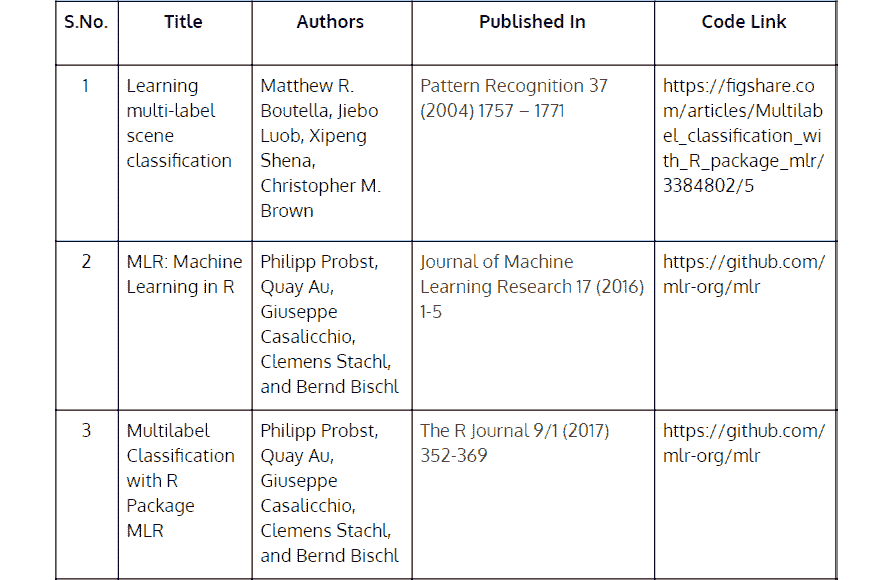 S.No. Title Authors Published In Code Link
1
Learning
multi-label
scene
classification
Matthew R.
Boutella, Jiebo
Luob, Xipeng
Shena,
Christopher M.
Brown
Pattern Recognition 37
(2004) 1757 – 1771
https://figshare.co
m/articles/Multilab
el_classification_wi
th_R_package_mlr/
3384802/5
2
MLR: Machine
Learning in R
Philipp Probst,
Quay Au,
Giuseppe
Casalicchio,
Clemens Stachl,
and Bernd Bischl
Journal of Machine
Learning Research 17 (2016)
1-5
https://github.com/
mlr-org/mlr
3
Multilabel
Classification
with R
Package
MLR
Philipp Probst,
Quay Au,
Giuseppe
Casalicchio,
Clemens Stachl,
and Bernd Bischl
The R Journal 9/1 (2017)
352-369
https://github.com/
mlr-org/mlr